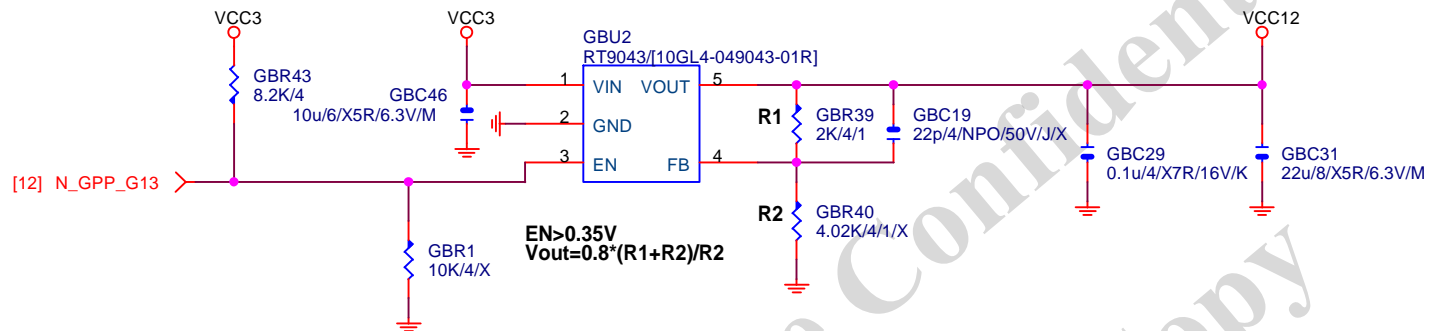 VCC3
VCC3
VCC12
GBU2
RT9043/[10GL4-049043-01R]
GBR43
8.2K/4
GBC46
10u/6/X5R/6.3V/M
1
VIN
VOUT
5
2
GND
3
EN
FB
4
R1
GBR39
2K/4/1
GBC19
22p/4/NPO/50V/J/X
GBC29
0.1u/4/X7R/16V/K
GBC31
22u/8/X5R/6.3V/M
[12] N_GPP_G13
R2
GBR40
4.02K/4/1/X
EN>0.35V
Vout=0.8*(R1+R2)/R2
GBR1
10K/4/X
Confident
Copy